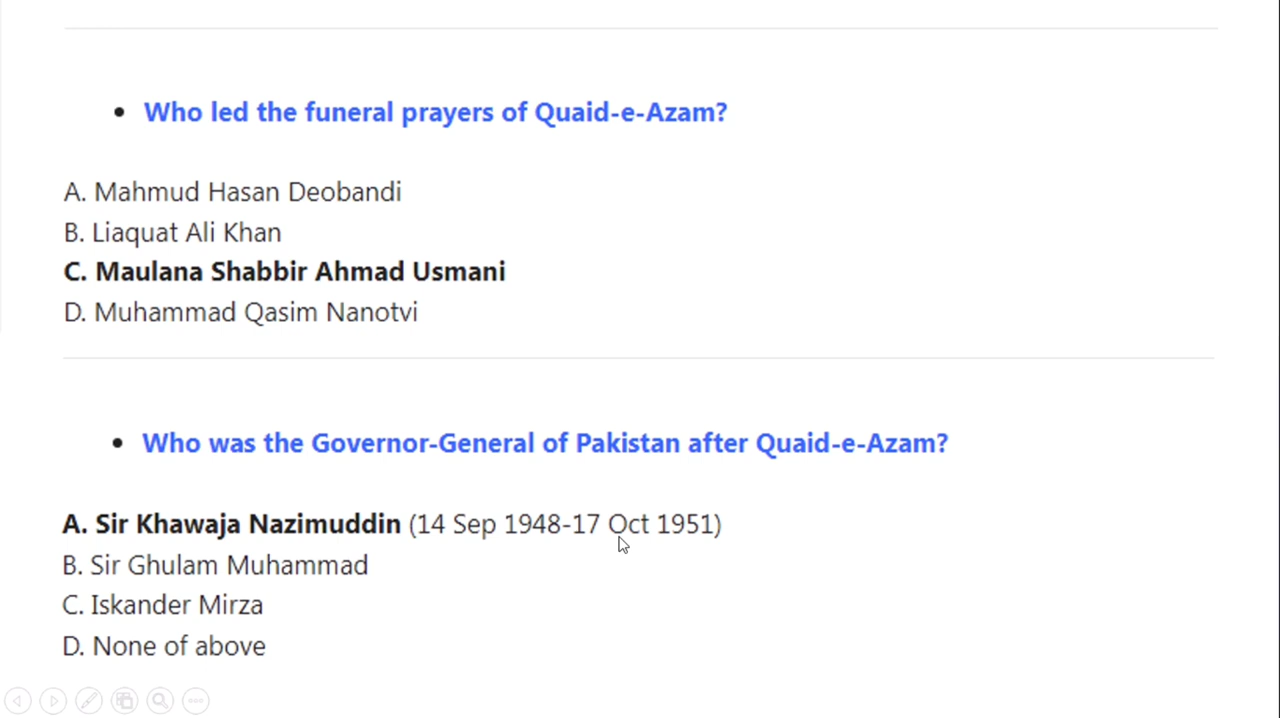 • Who led the funeral prayers of Quaid-e-Azam?
A. Mahmud Hasan Deobandi
B. Liaquat Ali Khan
C. Maulana Shabbir Ahmad Usmani
D. Muhammad Qasim Nanotvi
• Who was the Governor-General of Pakistan after Quaid-e-Azam?
A. Sir Khawaja Nazimuddin (14 Sep 1948-17 Oct 1951)
B. Sir Ghulam Muhammad
C. Iskander Mirza
D. None of above